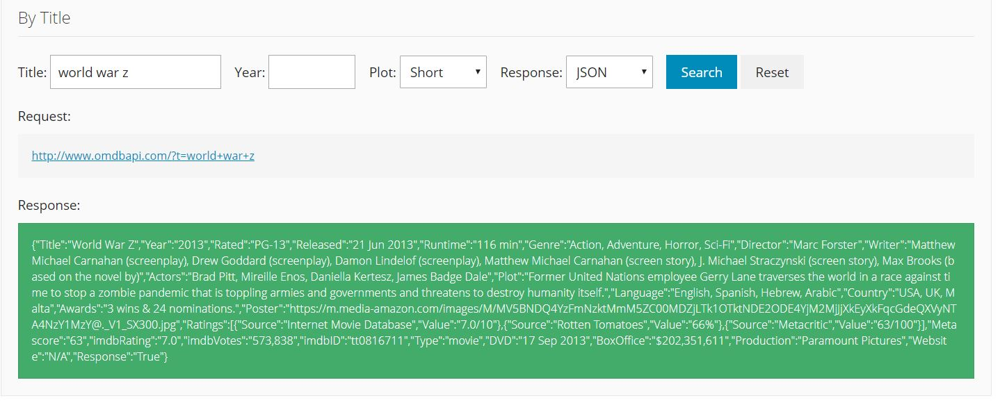 By Title
Title: world war z Year: Plot: Short Response: JSON Search Reset
Request:
http://www.omdbapi.com/?t=world+war+z
Response:
{"Title":"World War Z","Year":"2013","Rated":"PG-13","Released":"21 Jun 2013","Runtime":"116 min","Genre":"Action, Adventure, Horror, Sci-Fi","Director":"Marc Forster","Writer":"Matthew
Michael Carnahan (screenplay), Drew Goddard (screenplay), Damon Lindelof (screenplay), Matthew Michael Carnahan (screen story), J. Michael Straczynski (screen story), Max Brooks (b
ased on the novel by)","Actors":"Brad Pitt, Mireille Enos, Daniella Kertesz, James Badge Dale","Plot":"Former United Nations employee Gerry Lane traverses the world in a race against ti
me to stop a zombie pandemic that is toppling armies and governments and threatens to destroy humanity itself.","Language":"English, Spanish, Hebrew, Arabic","Country":"USA, UK, M
alta","Awards":"3 wins & 24 nominations.","Poster":"https://m.media-amazon.com/images/M/MV5BNDQ4YzFmNzktMmM5ZC00MDZjLTk1OTktNDE2ODE4YjM2MjJjXkEyXkFqcGdeQXVyNT
A4NzY1MzY@._V1_SX300.jpg","Ratings":[{"Source":"Internet Movie Database","Value":"7.0/10"},{"Source":"Rotten Tomatoes","Value":"66%"},{"Source":"Metacritic","Value":"63/100"}],"Meta
score":"63","imdbRating":"7.0","imdbVotes":"573,838","imdbID":"tt0816711","Type":"movie","DVD":"17 Sep 2013","BoxOffice":"$202,351,611","Production":"Paramount Pictures","Websit
e":"N/A","Response":"True"}